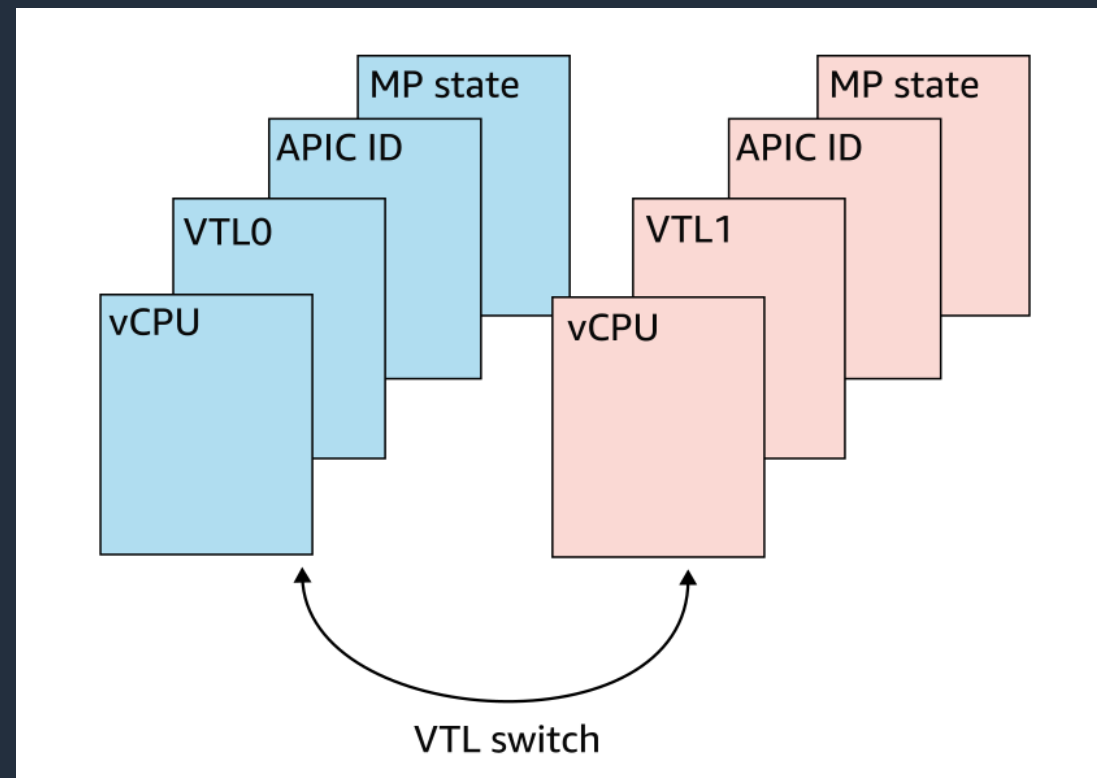 MP state
APIC ID
VTL0
vCPU
MP state
APIC ID
VTL1
vCPU
VTL switch